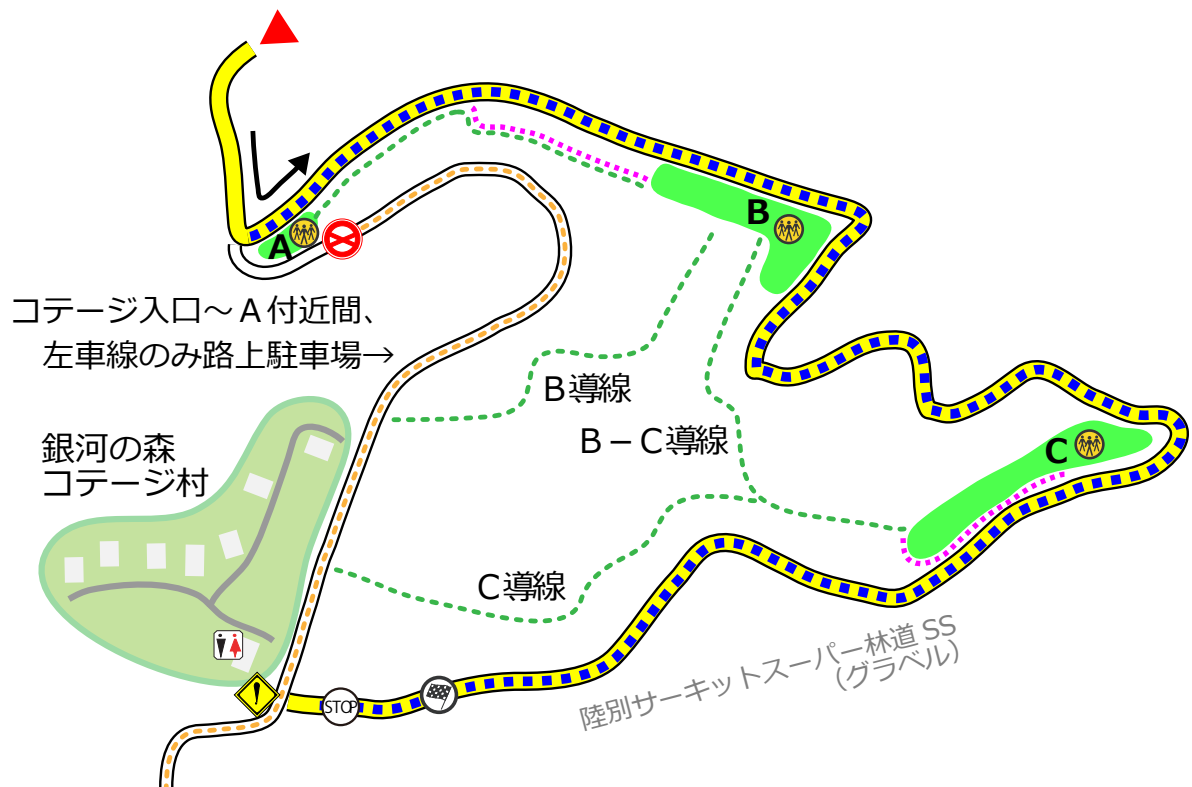 A
B
コテージ入口～A付近間、
左車線のみ路上駐車場→
B導線
B－C導線
C
銀河の森
コテージ村
C導線
STOP
陸別サーキットスーパー林道SS
（グラベル）